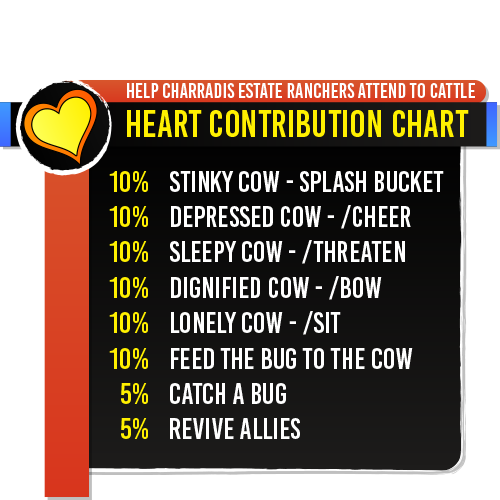 HELP CHARRADIS ESTATE RANCHERS ATTEND TO CATTLE
HEART CONTRIBUTION CHART
10% STINKY COW - SPLASH BUCKET
10% DEPRESSED COW - /CHEER
10% SLEEPY COW - /THREATEN
10% DIGNIFIED COW - /BOW
10% LONELY COW - /SIT
10% FEED THE BUG TO THE COW
5% CATCH A BUG
5% REVIVE ALLIES